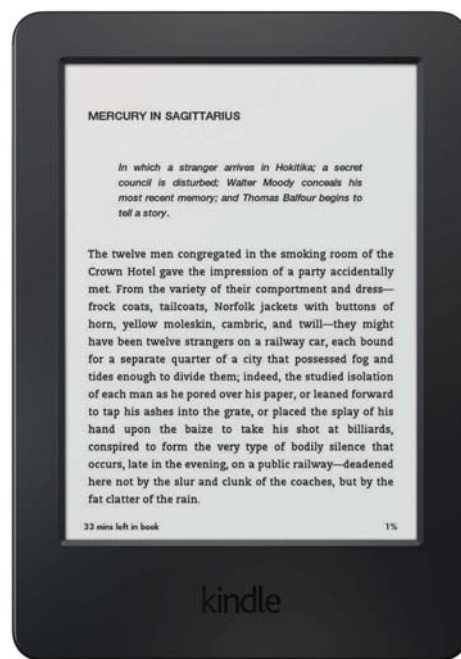 MERCURY IN SAGITTARIUS
In which a stranger arrives in Hokitika; a secret
council is disturbed; Walter Moody conceals his
most recent memory; and Thomas Balfour begins to
tell a story.
The twelve men congregated in the smoking room of the
Crown Hotel gave the impression of a party accidentally
met. From the variety of their comportment and dress—
frock coats, tailcoats, Norfolk jackets with buttons of
horn, yellow moleskin, cambric, and twill—they might
have been twelve strangers on a railway car, each bound
for a separate quarter of a city that possessed fog and
tides enough to divide them; indeed, the studied isolation
of each man as he pored over his paper, or leaned forward
to tap his ashes into the grate, or placed the splay of his
hand upon the baize to take his shot at billiards,
conspired to form the very type of bodily silence that
occurs, late in the evening, on a public railway—deadened
here not by the slur and clunk of the coaches, but by the
fat clatter of the rain.
33 mins left in book 1%
kindle